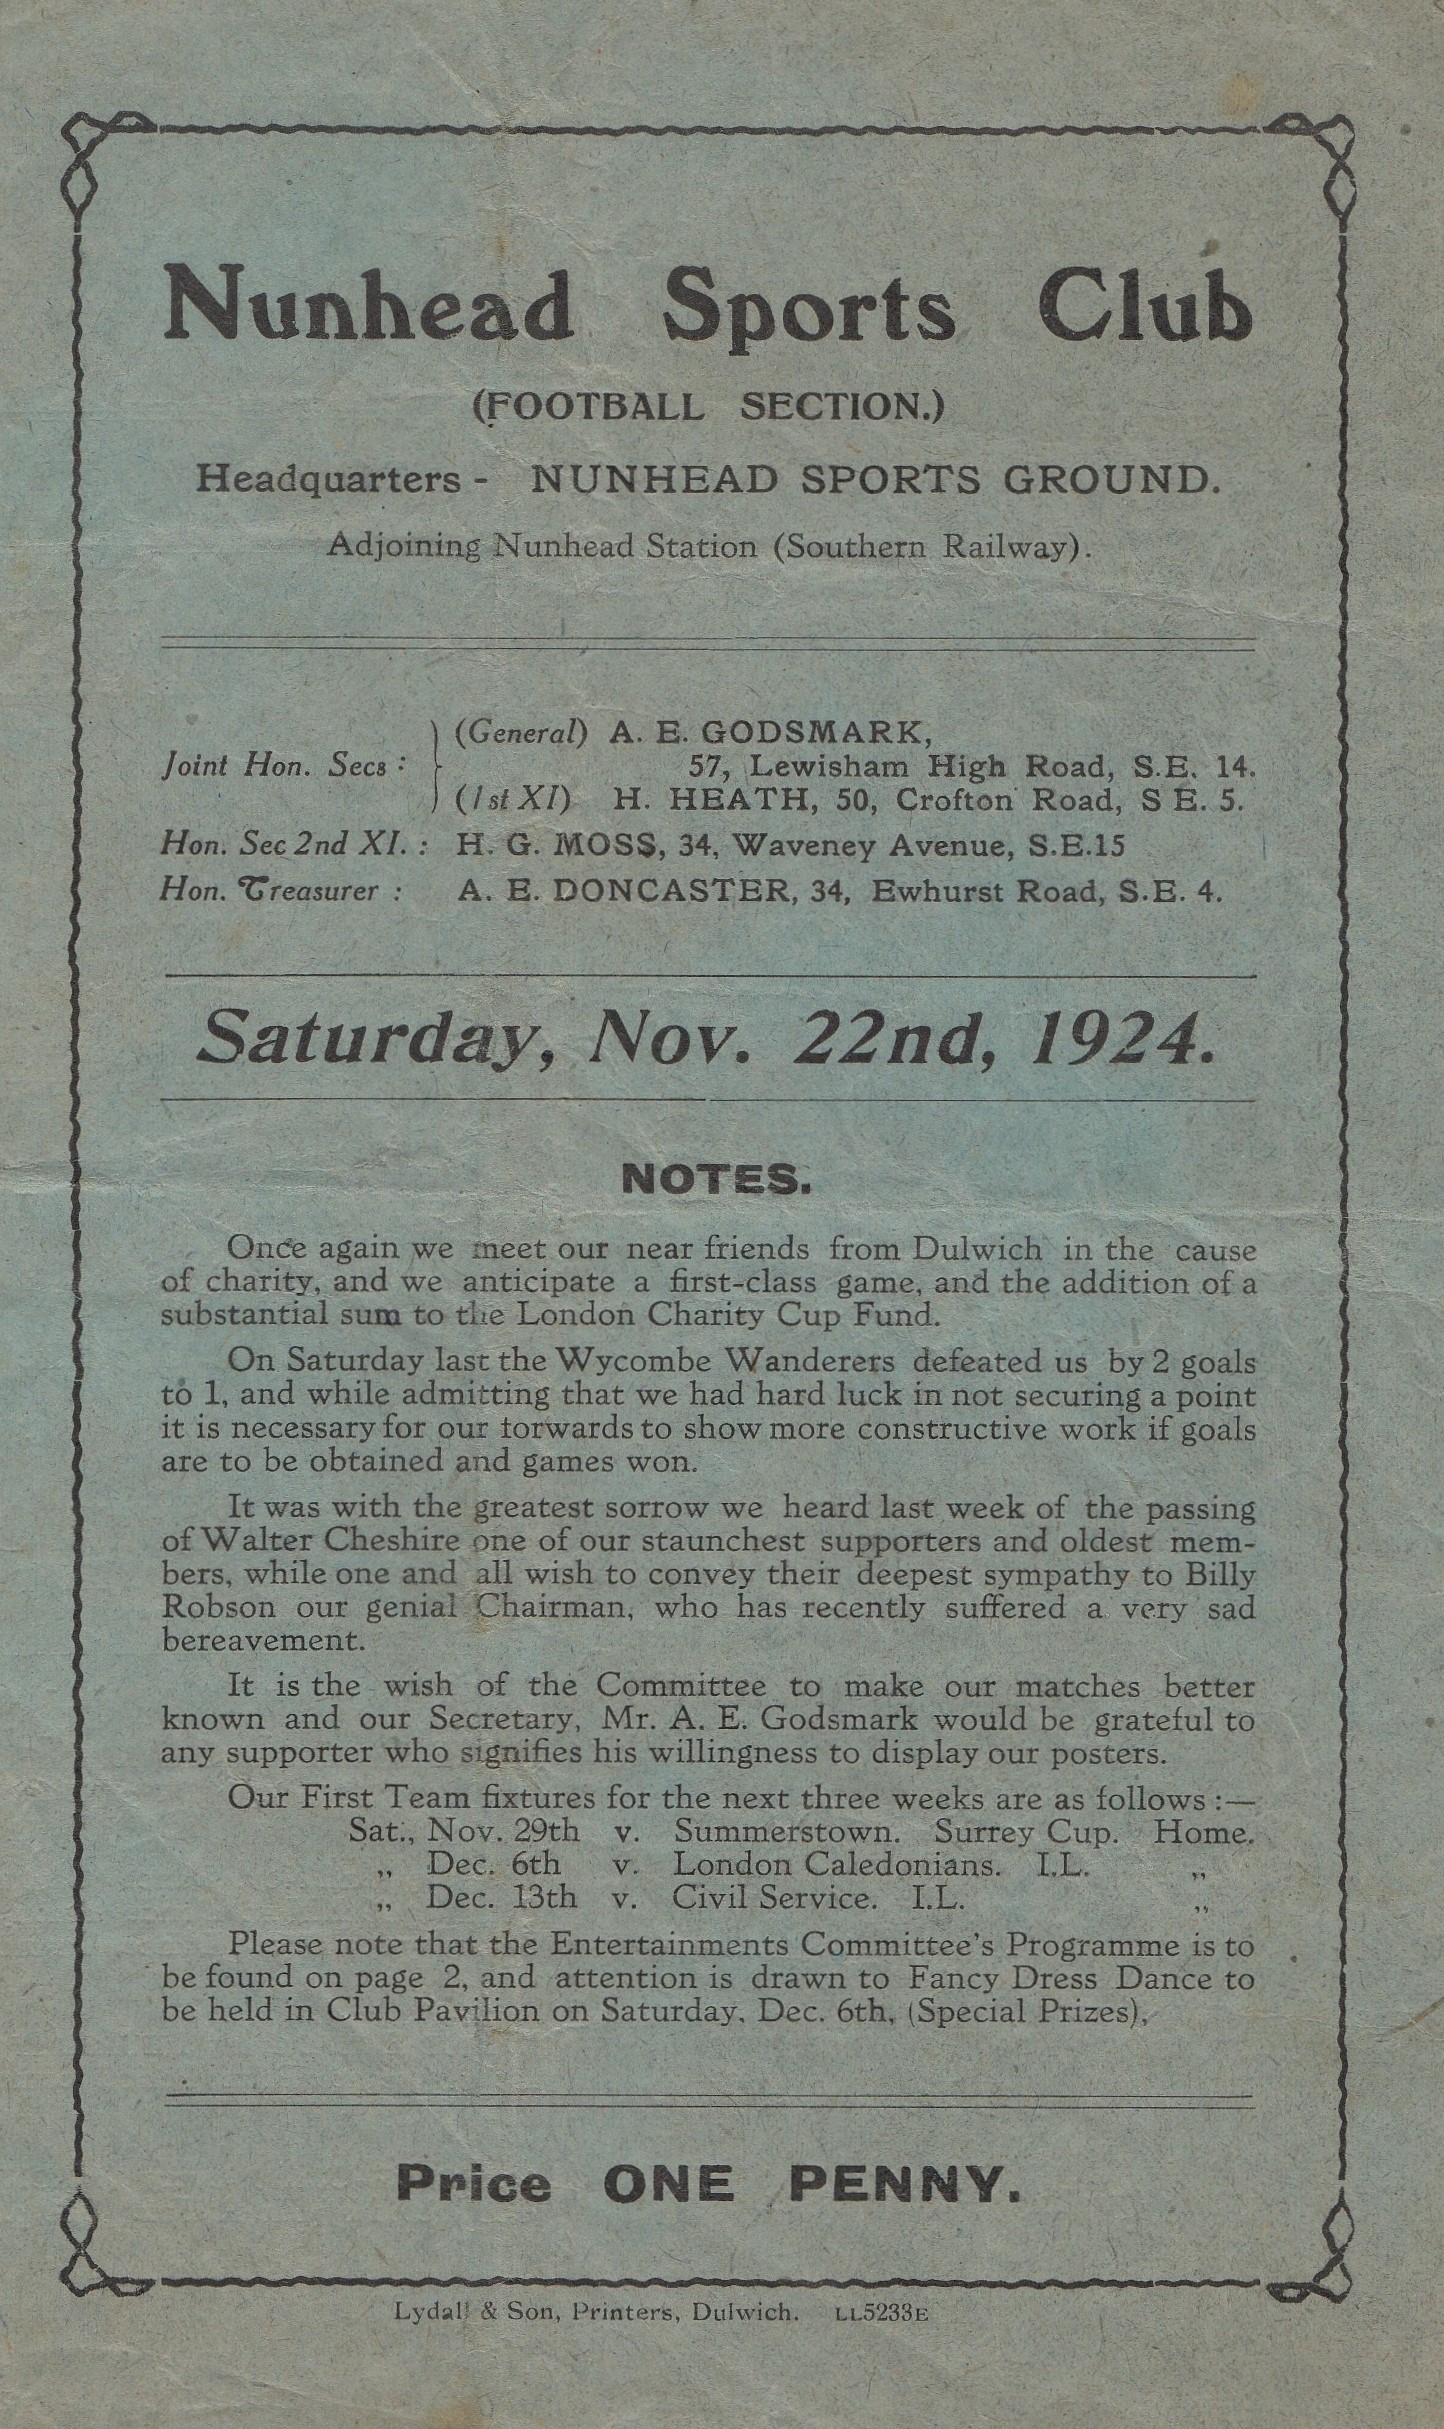 Nunhead Sports Club
(FOOTBALL SECTION.)
Headquarters - NUNHEAD SPORTS GROUND.
Adjoining Nunhead Station (Southern Railway).
Joint Hon. Secs : (General) A. E. GODSMARK,
57, Lewisham High Road, S.E. 14.
(1st XI) H. HEATH, 50, Crofton Road, S E. 5.
Hon. Sec 2nd XI. : H. G. MOSS, 34, Waveney Avenue, S.E.15
Hon. Treasurer : A. E. DONCASTER, 34, Ewhurst Road, S.E. 4.
Saturday, Nov. 22nd, 1924.
NOTES.
Once again we meet our near friends from Dulwich in the cause
of charity, and we anticipate a first-class game, and the addition of a
substantial sum to the London Charity Cup Fund.
On Saturday last the Wycombe Wanderers defeated us by 2 goals
to 1, and while admitting that we had hard luck in not securing a point
it is necessary for our forwards to show more constructive work if goals
are to be obtained and games won.
It was with the greatest sorrow we heard last week of the passing
of Walter Cheshire one of our staunchest supporters and oldest mem-
bers, while one and all wish to convey their deepest sympathy to Billy
Robson our genial Chairman, who has recently suffered a very sad
bereavement.
It is the wish of the Committee to make our matches better
known and our Secretary, Mr. A. E. Godsmark would be grateful to
any supporter who signifies his willingness to display our posters.
Our First Team fixtures for the next three weeks are as follows :—
Sat., Nov. 29th v. Summerstown. Surrey Cup. Home.
„ Dec. 6th v. London Caledonians. I.L. „
„ Dec. 13th v. Civil Service. I.L. „
Please note that the Entertainments Committee's Programme is to
be found on page 2, and attention is drawn to Fancy Dress Dance to
be held in Club Pavilion on Saturday, Dec. 6th, (Special Prizes),
Price ONE PENNY.
Lydall & Son, Printers, Dulwich. LL5233E